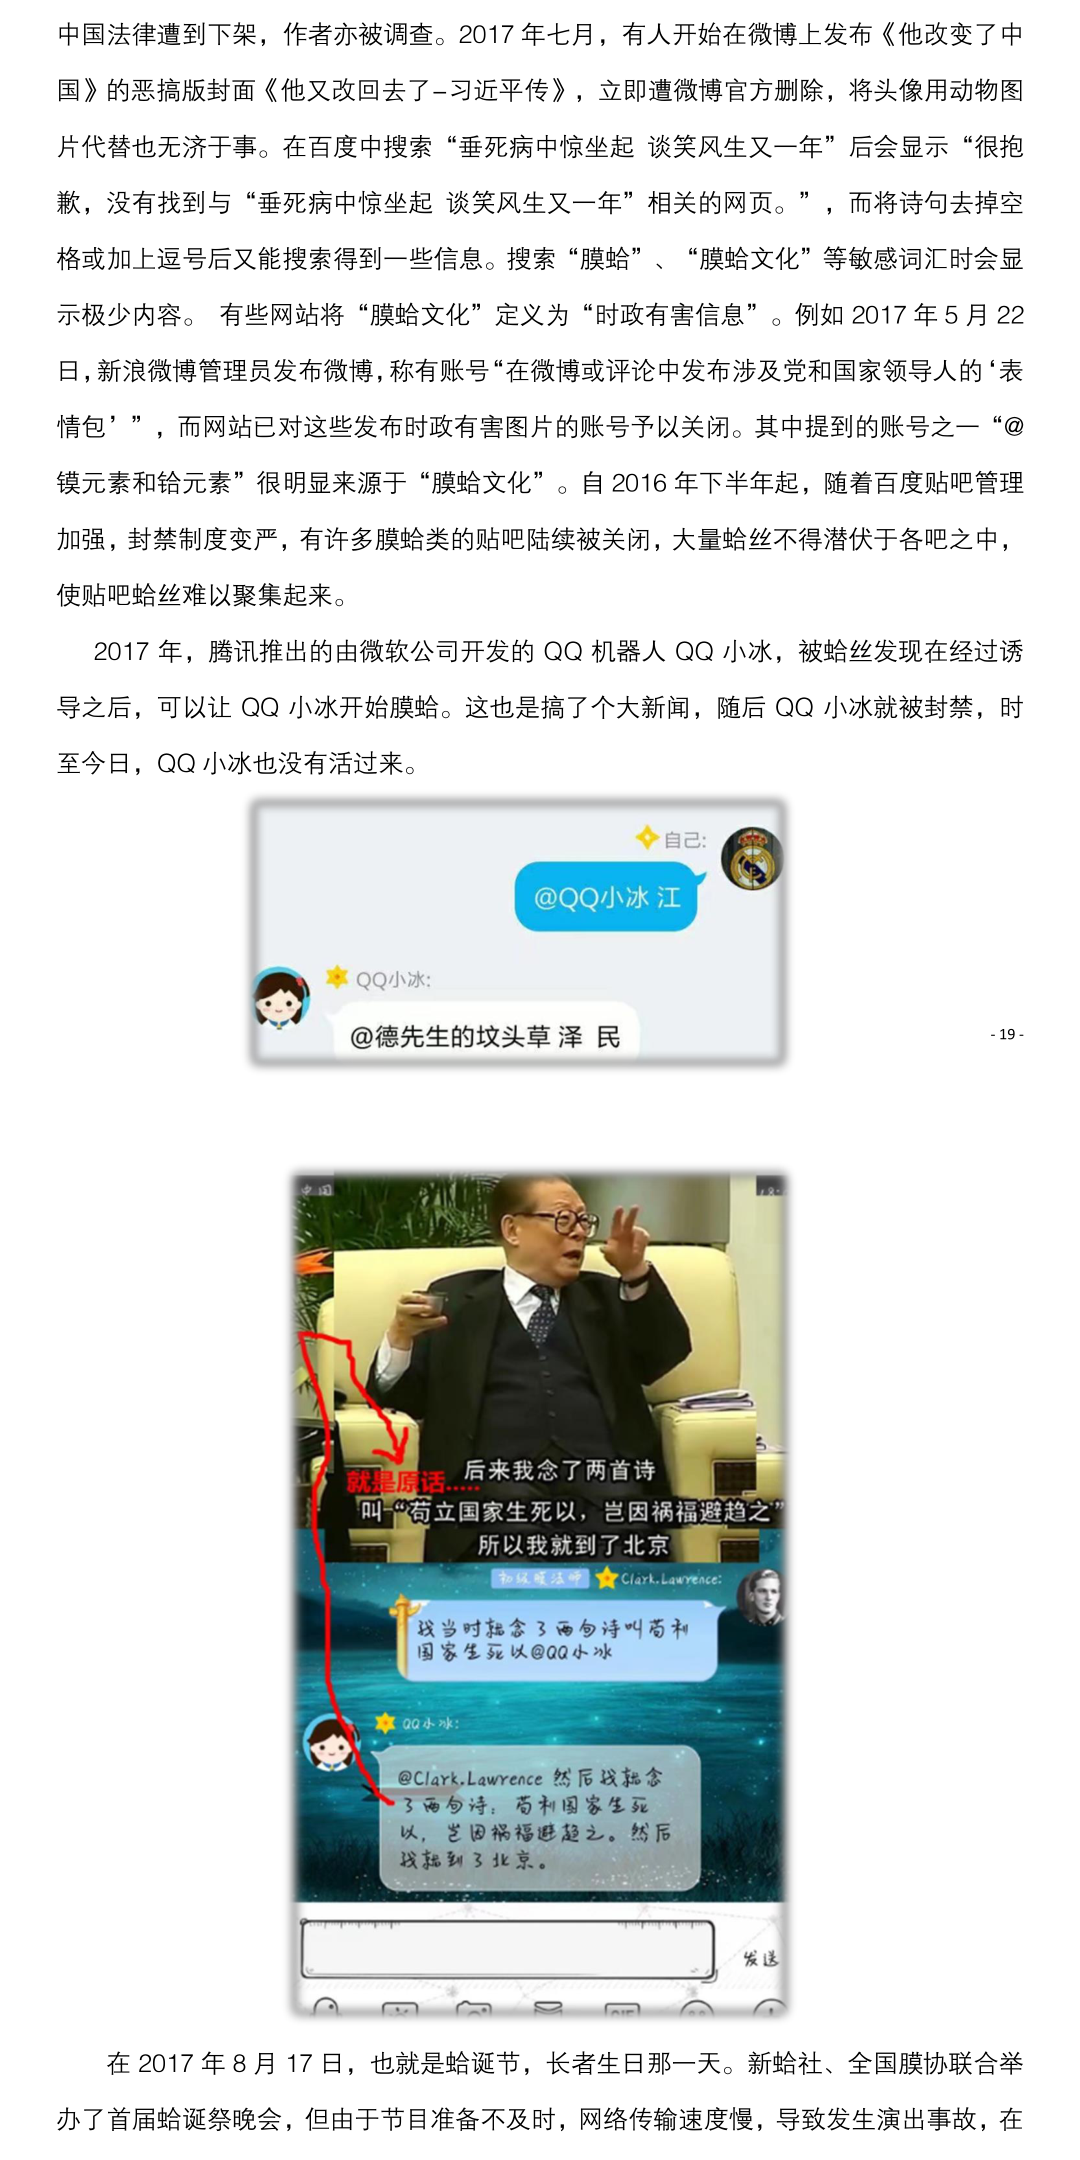 中国法律遭到下架，作者亦被调查。2017 年七月，有人开始在微博上发布《他改变了中
国》的恶搞版封面《他又改回去了–习近平传》，立即遭微博官方删除，将头像用动物图
片代替也无济于事。在百度中搜索“垂死病中惊坐起 谈笑风生又一年”后会显示“很抱
歉，没有找到与“垂死病中惊坐起 谈笑风生又一年”相关的网页。”，而将诗句去掉空
格或加上逗号后又能搜索得到一些信息。搜索“膜蛤”、“膜蛤文化”等敏感词汇时会显
示极少内容。 有些网站将“膜蛤文化”定义为“时政有害信息”。例如 2017 年 5 月 22
日，新浪微博管理员发布微博，称有账号“在微博或评论中发布涉及党和国家领导人的‘表
情包’”，而网站已对这些发布时政有害图片的账号予以关闭。其中提到的账号之一“@
镆元素和铪元素”很明显来源于“膜蛤文化”。自 2016 年下半年起，随着百度贴吧管理
加强，封禁制度变严，有许多膜蛤类的贴吧陆续被关闭，大量蛤丝不得潜伏于各吧之中，
使贴吧蛤丝难以聚集起来。
2017 年，腾讯推出的由微软公司开发的 QQ 机器人 QQ 小冰，被蛤丝发现在经过诱
导之后，可以让 QQ 小冰开始膜蛤。这也是搞了个大新闻，随后 QQ 小冰就被封禁，时
至今日，QQ 小冰也没有活过来。
自己:
@QQ小冰 江
QQ小冰:
@德先生的坟头草 泽 民
- 19 -
中国
就是原话.....
后来我念了两首诗
叫“苟立国家生死以，岂因祸福避趋之”
所以我就到了北京
初级膜法师 Clark.Lawrence:
我当时就念了两句诗叫苟利
国家生死以@QQ小冰
QQ小冰:
@Clark.Lawrence 然后我就念
了两句诗：苟利国家生死
以，岂因祸福避趋之。然后
我就到了北京。
发送
GIF
在 2017 年 8 月 17 日，也就是蛤诞节，长者生日那一天。新蛤社、全国膜协联合举
办了首届蛤诞祭晚会，但由于节目准备不及时，网络传输速度慢，导致发生演出事故，在